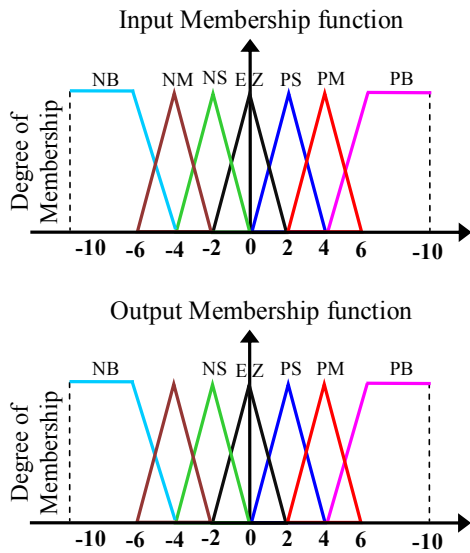 Input Membership function
NB NM NS EZ PS PM PB
Degree of
Membership
-10 -6 -4 -2 0 2 4 6 -10
Output Membership function
NB NS EZ PS PM PB
Degree of
Membership
-10 -6 -4 -2 0 2 4 6 -10